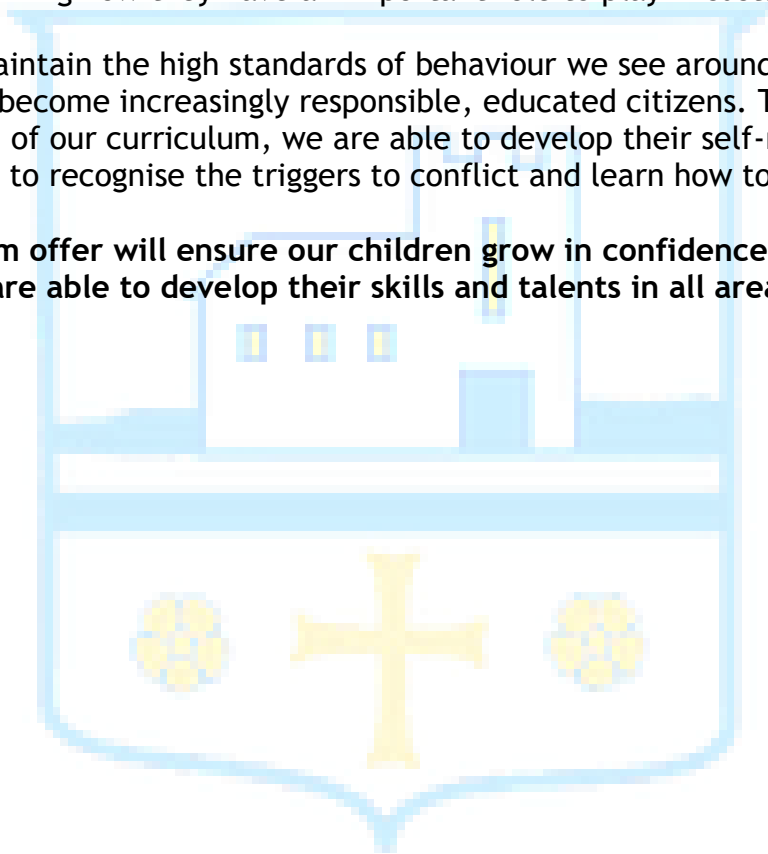 aintain the high standards of behaviour we see around
become increasingly responsible, educated citizens. T
of our curriculum, we are able to develop their self-
to recognise the triggers to conflict and learn how to
m offer will ensure our children grow in confidence
are able to develop their skills and talents in all area